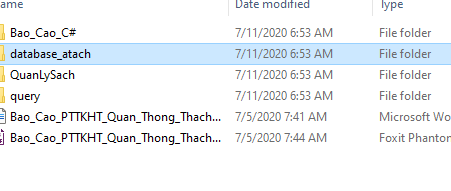 ame Date modified Type
Bao_Cao_C# 7/11/2020 6:53 AM File folder
database_atach 7/11/2020 6:53 AM File folder
QuanLySach 7/11/2020 6:53 AM File folder
query 7/11/2020 6:53 AM File folder
Bao_Cao_PTTKHT_Quan_Thong_Thach... 7/5/2020 7:41 AM Microsoft Wo
Bao_Cao_PTTKHT_Quan_Thong_Thach... 7/5/2020 7:44 AM Foxit Phanton